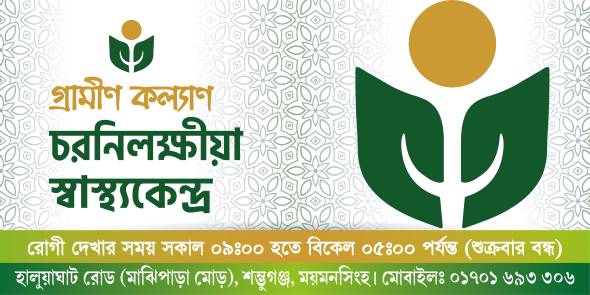 গ্রামীণ কল্যাণ
চরনিলক্ষীয়া
স্বাস্থ্যকেন্দ্র
রোগী দেখার সময় সকাল ০৯ঃ০০ হতে বিকেল ০৫ঃ০০ পর্যন্ত (শুক্রবার বন্ধ)
হালুয়াঘাট রোড (মাঝিপাড়া মোড়), শম্ভুগঞ্জ, ময়মনসিংহ। মোবাইলঃ ০১৭০১ ৬৯৩ ৩০৬